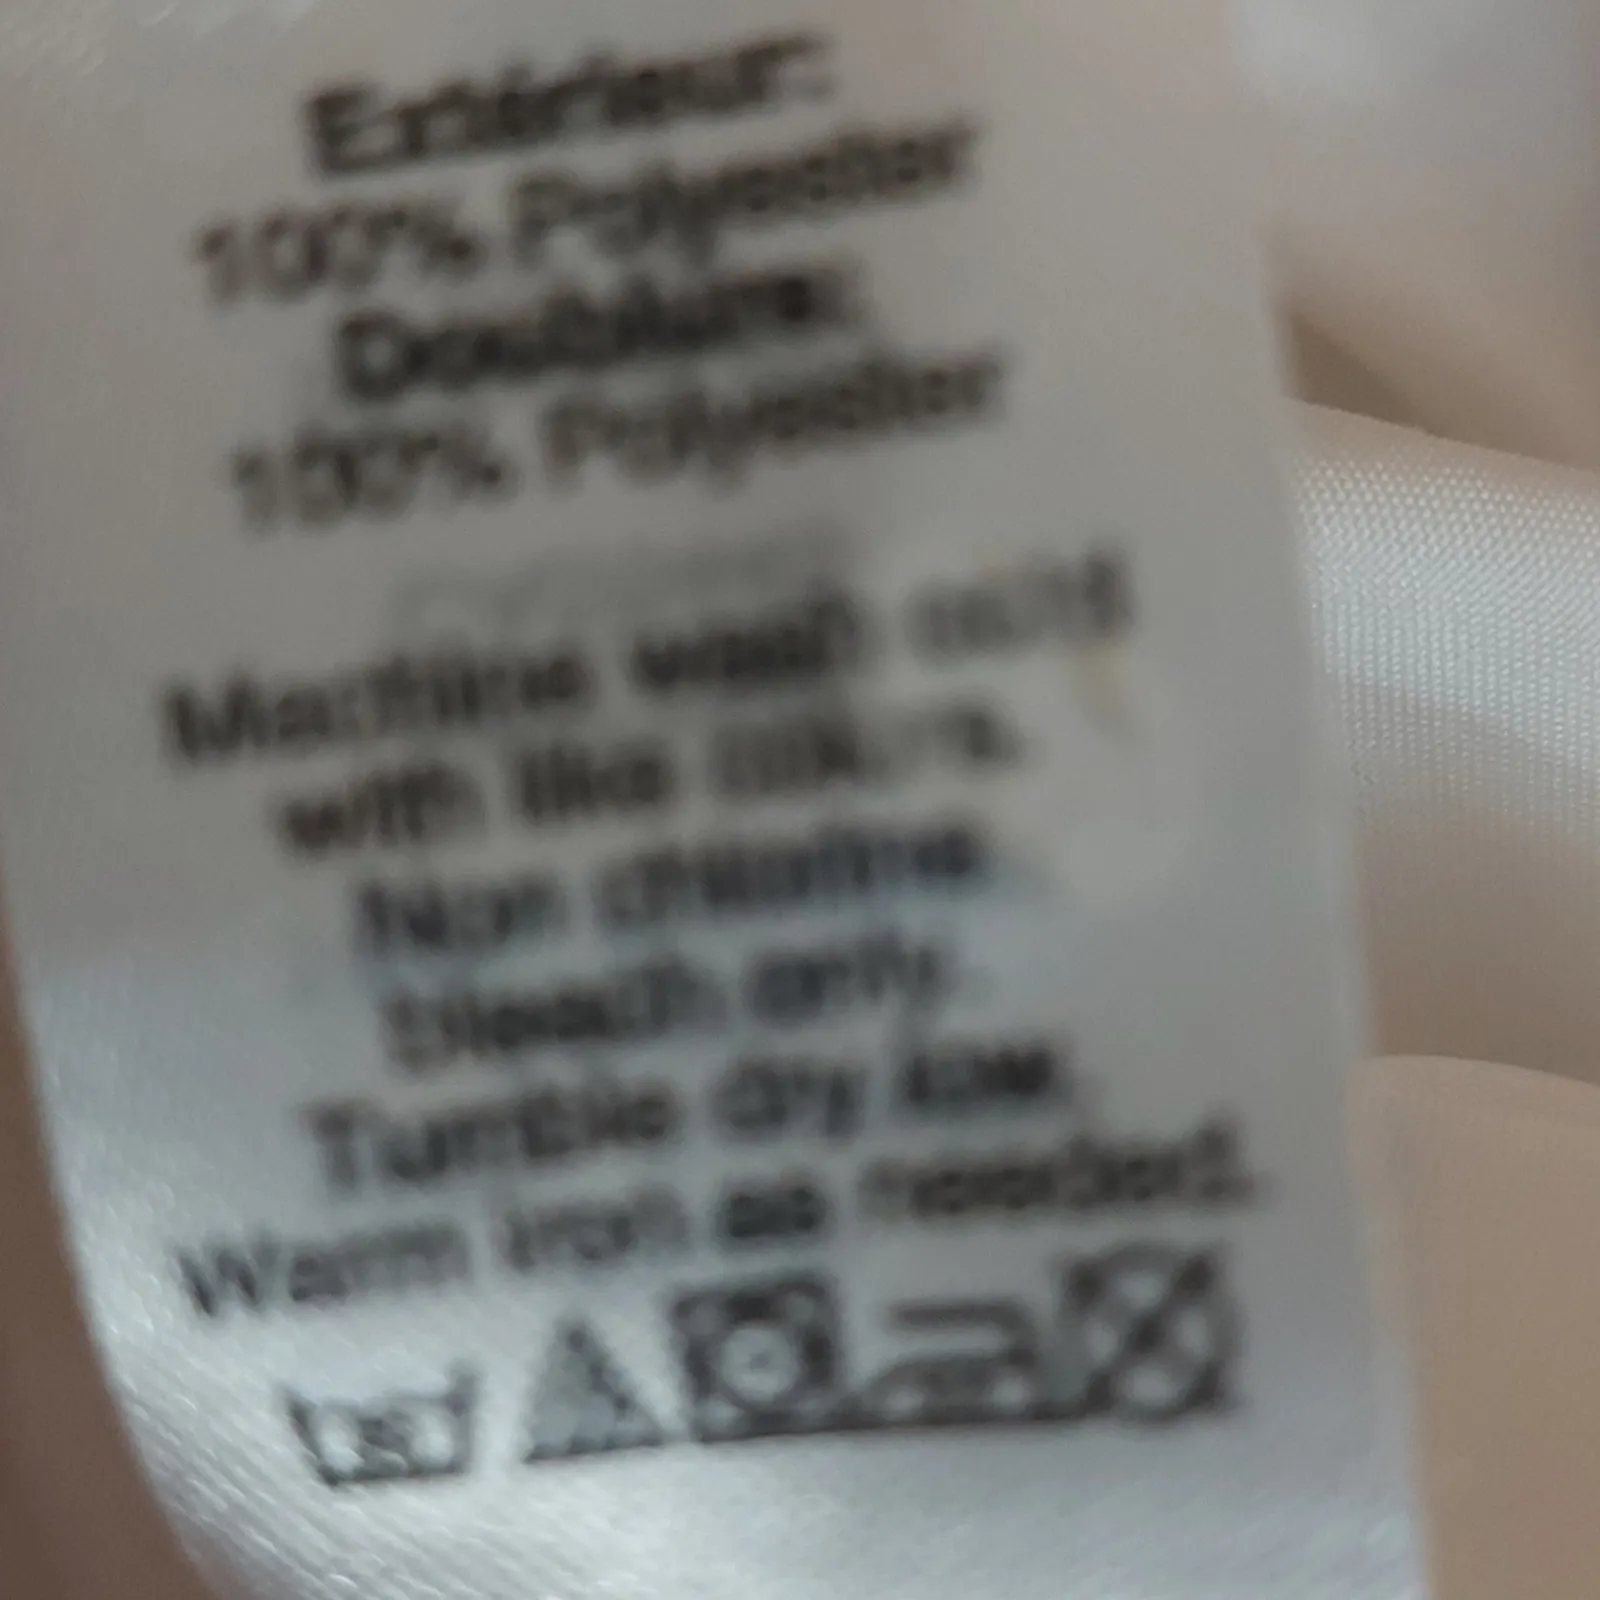 Extérieur:
100% Polyester
Doublure:
100% Polyester
Machine wash cold
with like colors.
Non chlorine
bleach only.
Tumble dry low.
Warm iron as needed.